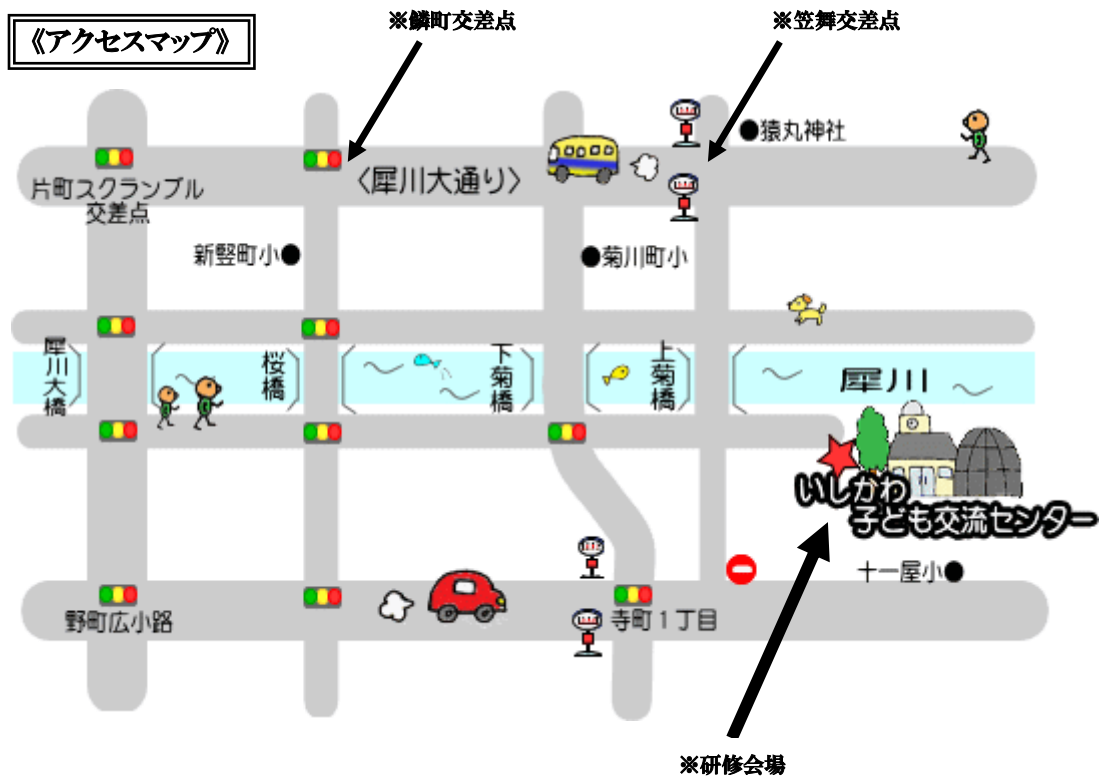 《アクセスマップ》
※鱗町交差点
※笠舞交差点
●猿丸神社
片町スクランブル
交差点
〈犀川大通り〉
新竪町小●
●菊川町小
犀川大橋
桜橋
下菊橋
上菊橋
犀川
いしかわ
子ども交流センター
十一屋小●
野町広小路
寺町1丁目
※研修会場